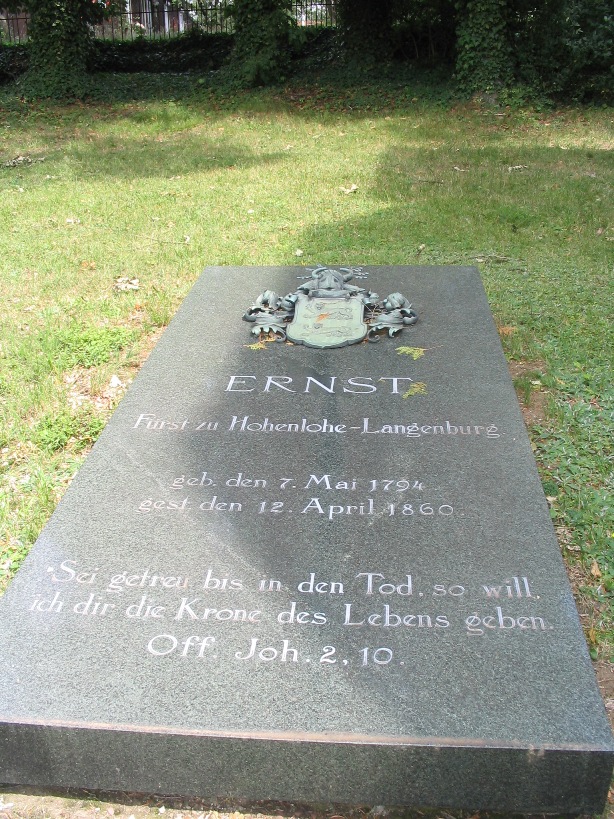 ERNST
Fürst zu Hohenlohe-Langenburg
geb. den 7. Mai 1794
gest. den 12. April 1860.
"Sei getreu bis in den Tod, so will
ich dir die Krone des Lebens geben."
Off. Joh. 2, 10.